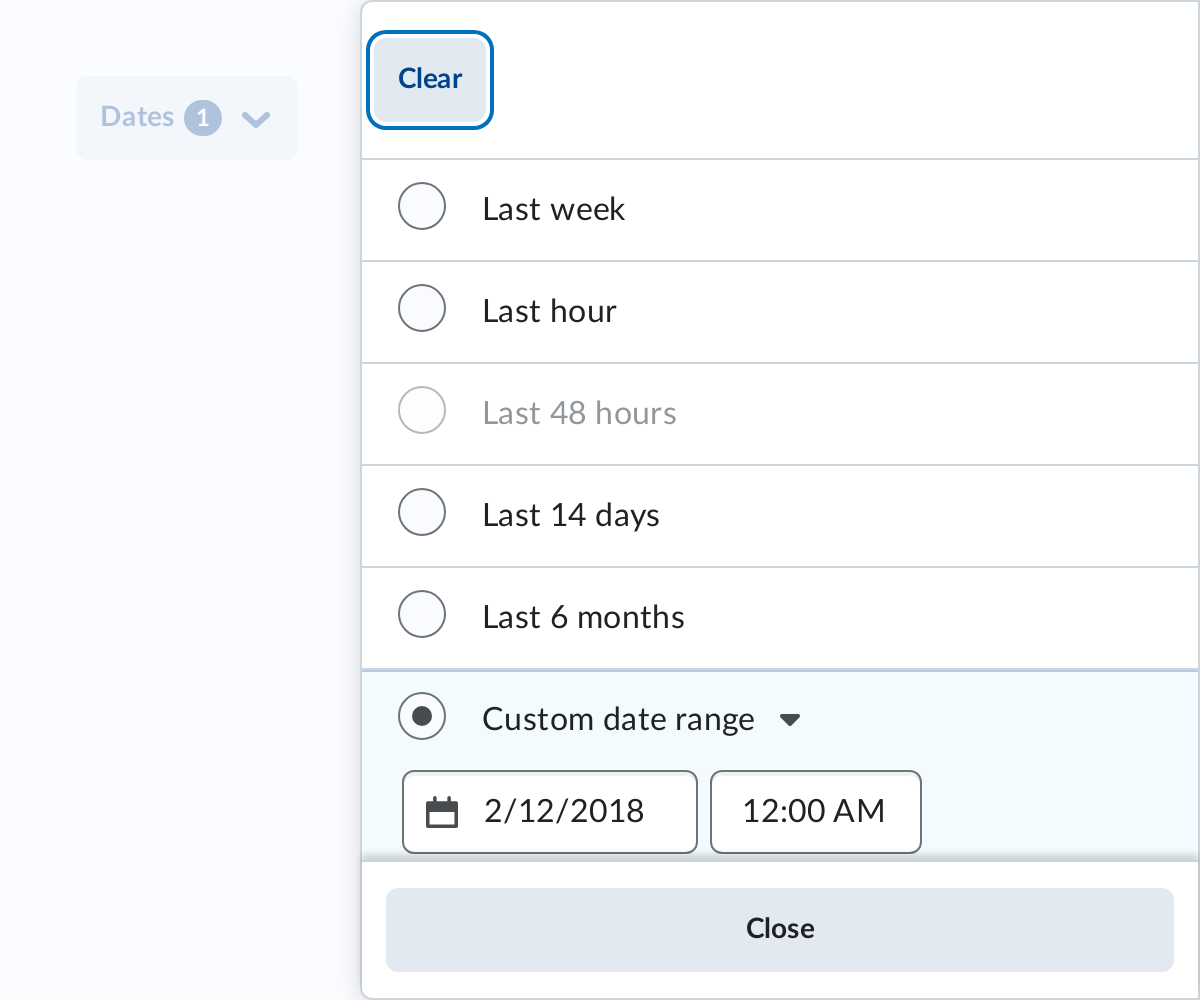 Clear
Dates 1
Last week
Last hour
Last 48 hours
Last 14 days
Last 6 months
Custom date range
2/12/2018 12:00 AM
Close